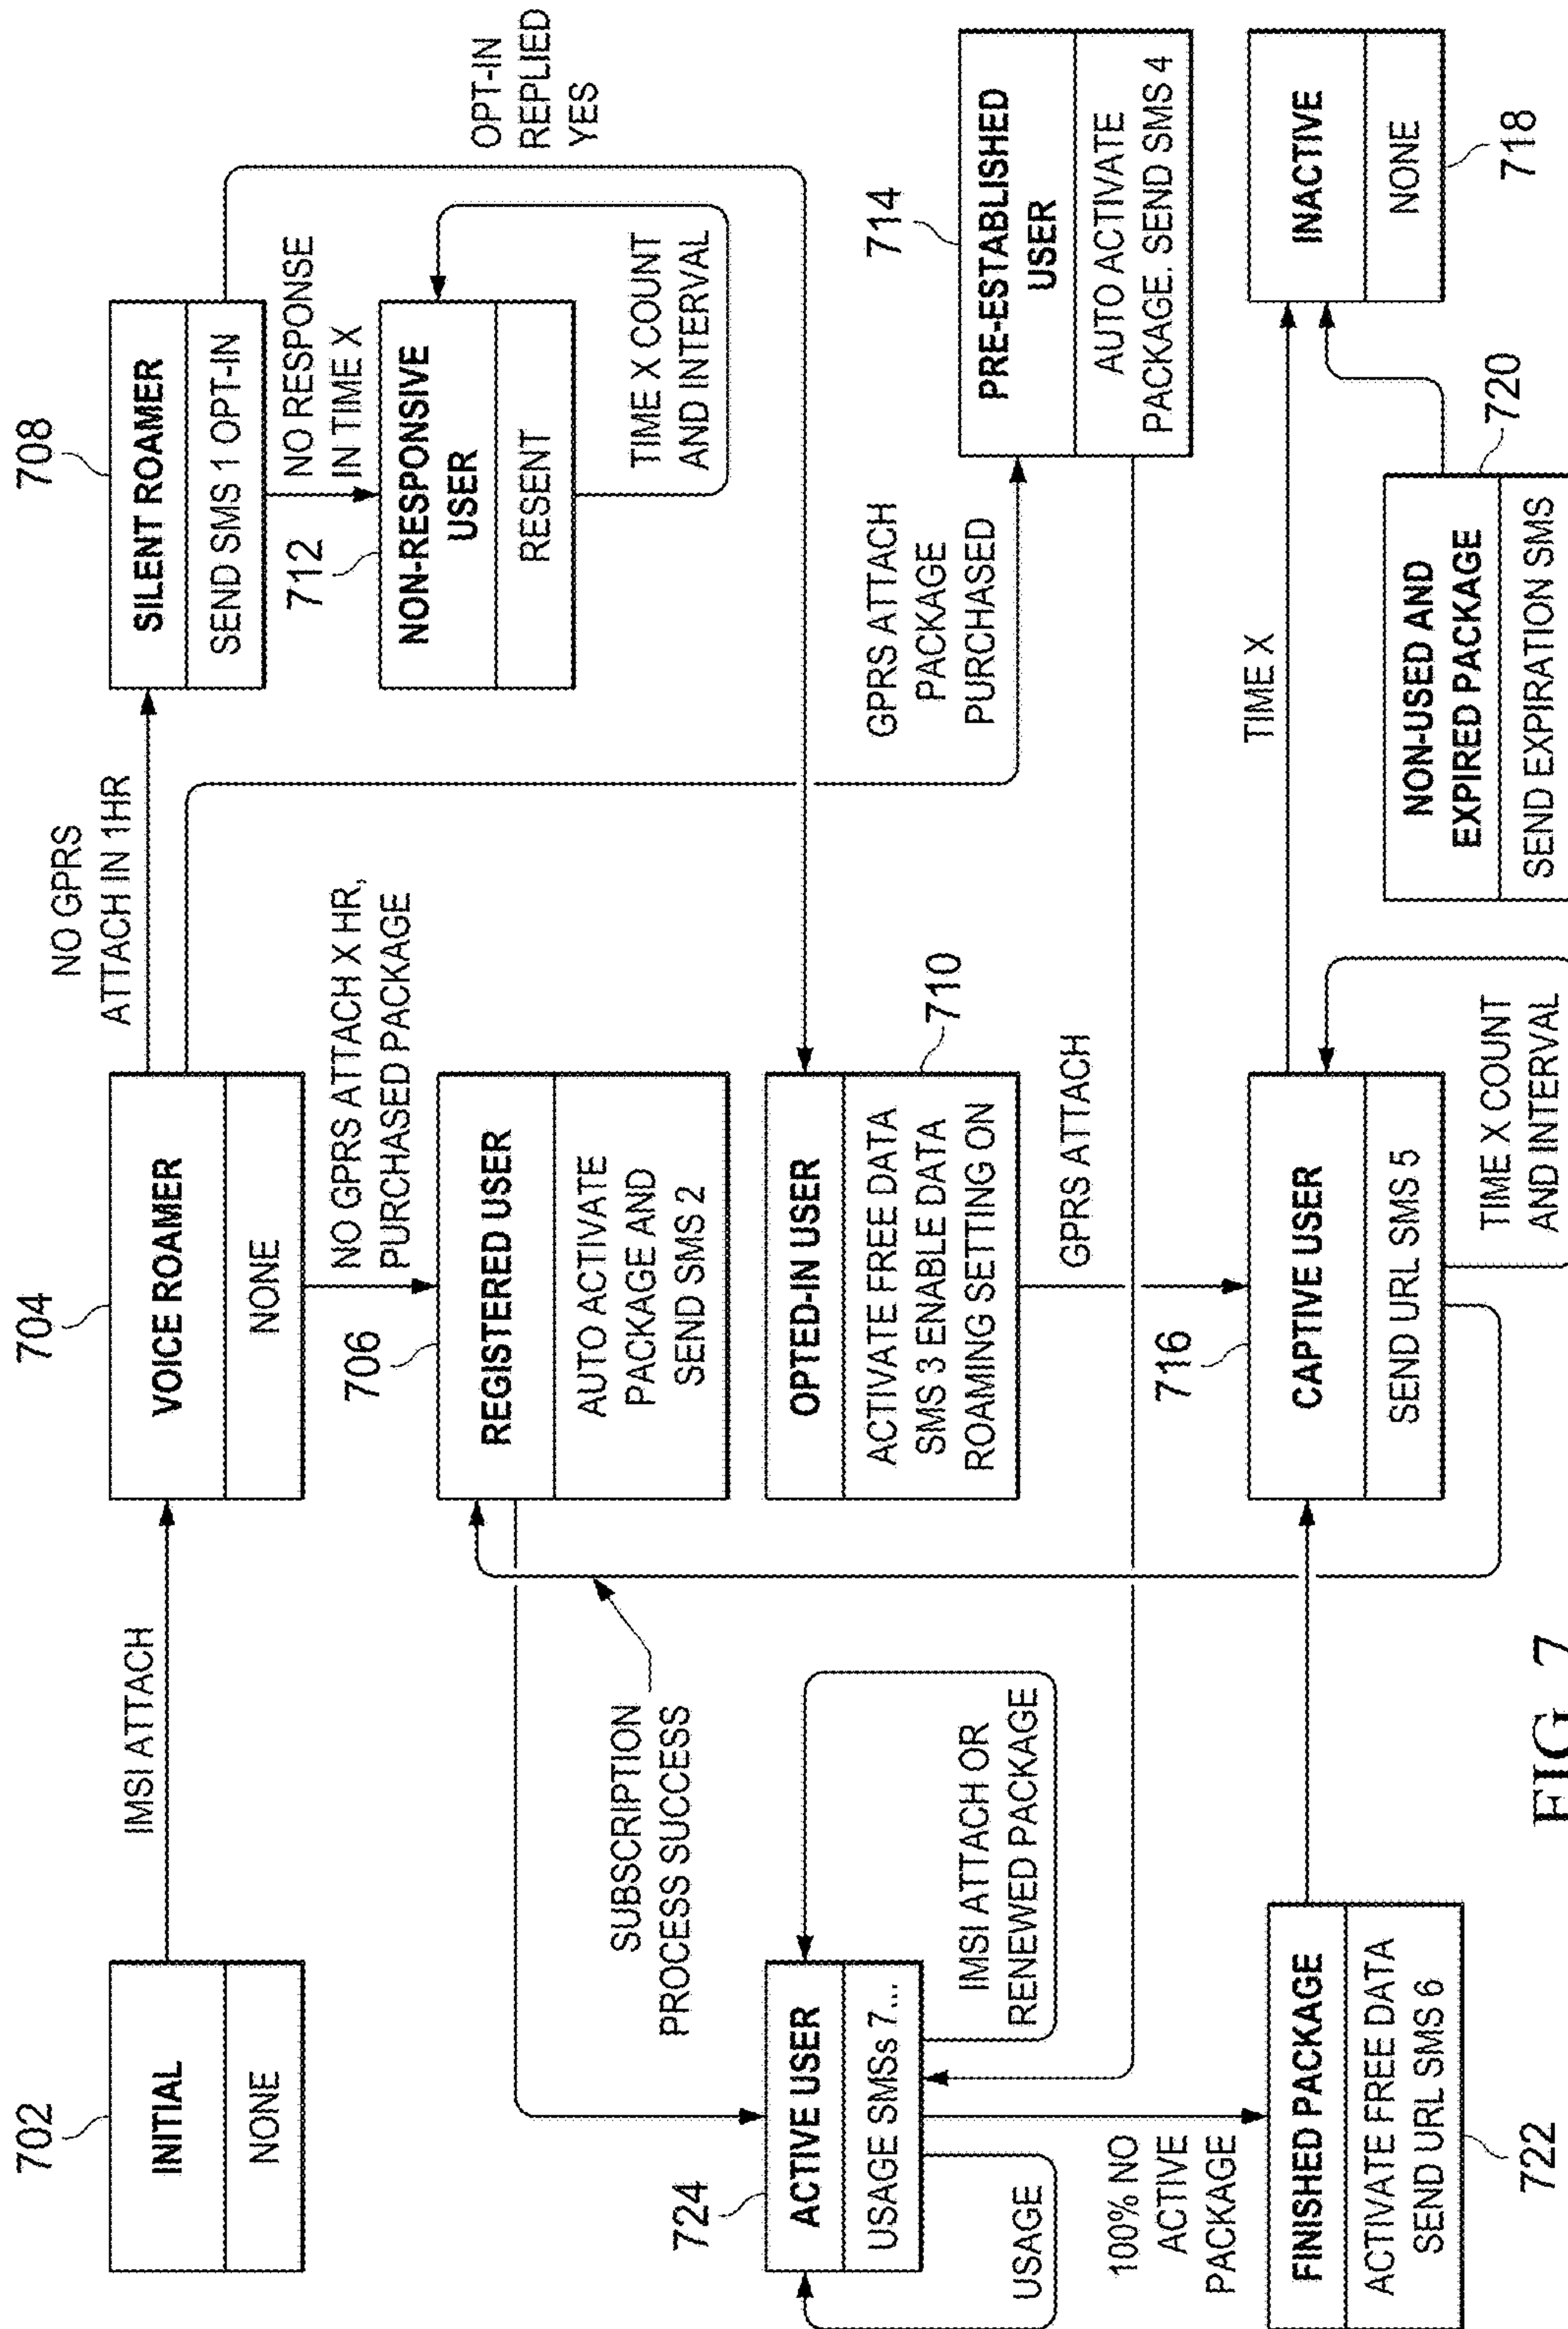 702
INITIAL
NONE
IMSI ATTACH
704
VOICE ROAMER
NONE
NO GPRS
ATTACH IN 1HR
708
SILENT ROAMER
SEND SMS 1 OPT-IN
NO GPRS ATTACH X HR,
PURCHASED PACKAGE
706
REGISTERED USER
AUTO ACTIVATE
PACKAGE AND
SEND SMS 2
NO RESPONSE
IN TIME X
712
NON-RESPONSIVE
USER
RESENT
TIME X COUNT
AND INTERVAL
OPT-IN
REPLIED
YES
SUBSCRIPTION
PROCESS SUCCESS
724
ACTIVE USER
USAGE SMSs 7...
USAGE
IMSI ATTACH OR
RENEWED PACKAGE
100% NO
ACTIVE
PACKAGE
OPTED-IN USER
ACTIVATE FREE DATA
SMS 3 ENABLE DATA
ROAMING SETTING ON
710
GPRS ATTACH
GPRS ATTACH
PACKAGE
PURCHASED
714
PRE-ESTABLISHED
USER
AUTO ACTIVATE
PACKAGE. SEND SMS 4
FINISHED PACKAGE
ACTIVATE FREE DATA
SEND URL SMS 6
722
716
CAPTIVE USER
SEND URL SMS 5
TIME X COUNT
AND INTERVAL
TIME X
INACTIVE
NONE
718
720
NON-USED AND
EXPIRED PACKAGE
SEND EXPIRATION SMS
FIG. 7